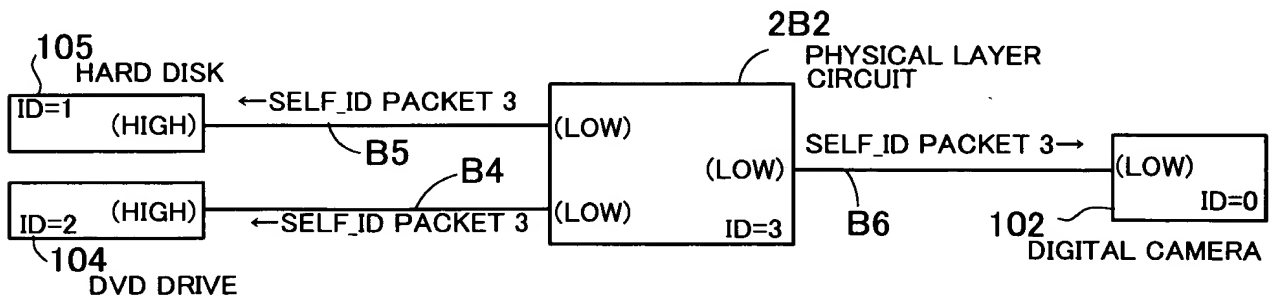 105
HARD DISK
ID=1
(HIGH)
←SELF_ID PACKET 3
B5
(LOW)
2B2
PHYSICAL LAYER
CIRCUIT
SELF_ID PACKET 3→
(LOW)
B6
(LOW)
ID=0
102
DIGITAL CAMERA
B4
(HIGH)
ID=2
←SELF_ID PACKET 3
(LOW)
ID=3
104
DVD DRIVE